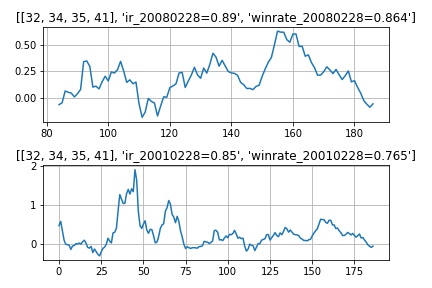 [[32, 34, 35, 41], 'ir_20080228=0.89', 'winrate_20080228=0.864']
0.50
0.25
0.00
80 100 120 140 160 180
[[32, 34, 35, 41], 'ir_20010228=0.85', 'winrate_20010228=0.765']
2
1
0
0 25 50 75 100 125 150 175